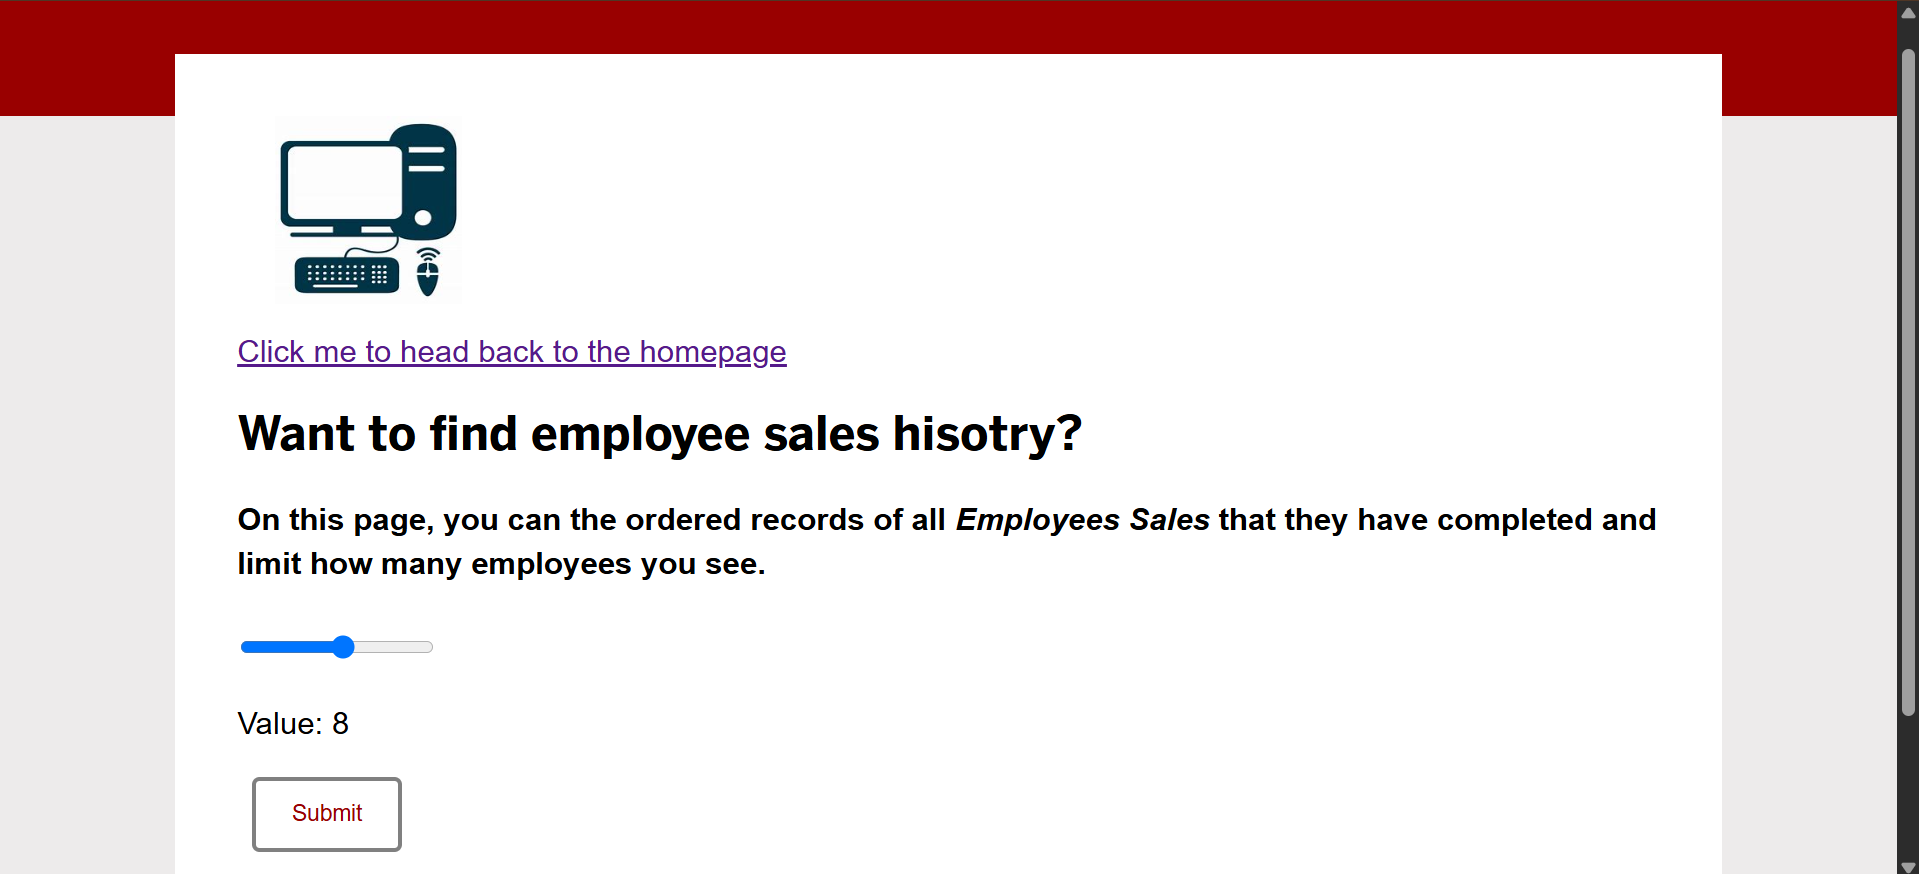 Click me to head back to the homepage
Want to find employee sales hisotry?
On this page, you can the ordered records of all Employees Sales that they have completed and
limit how many employees you see.
Value: 8
Submit